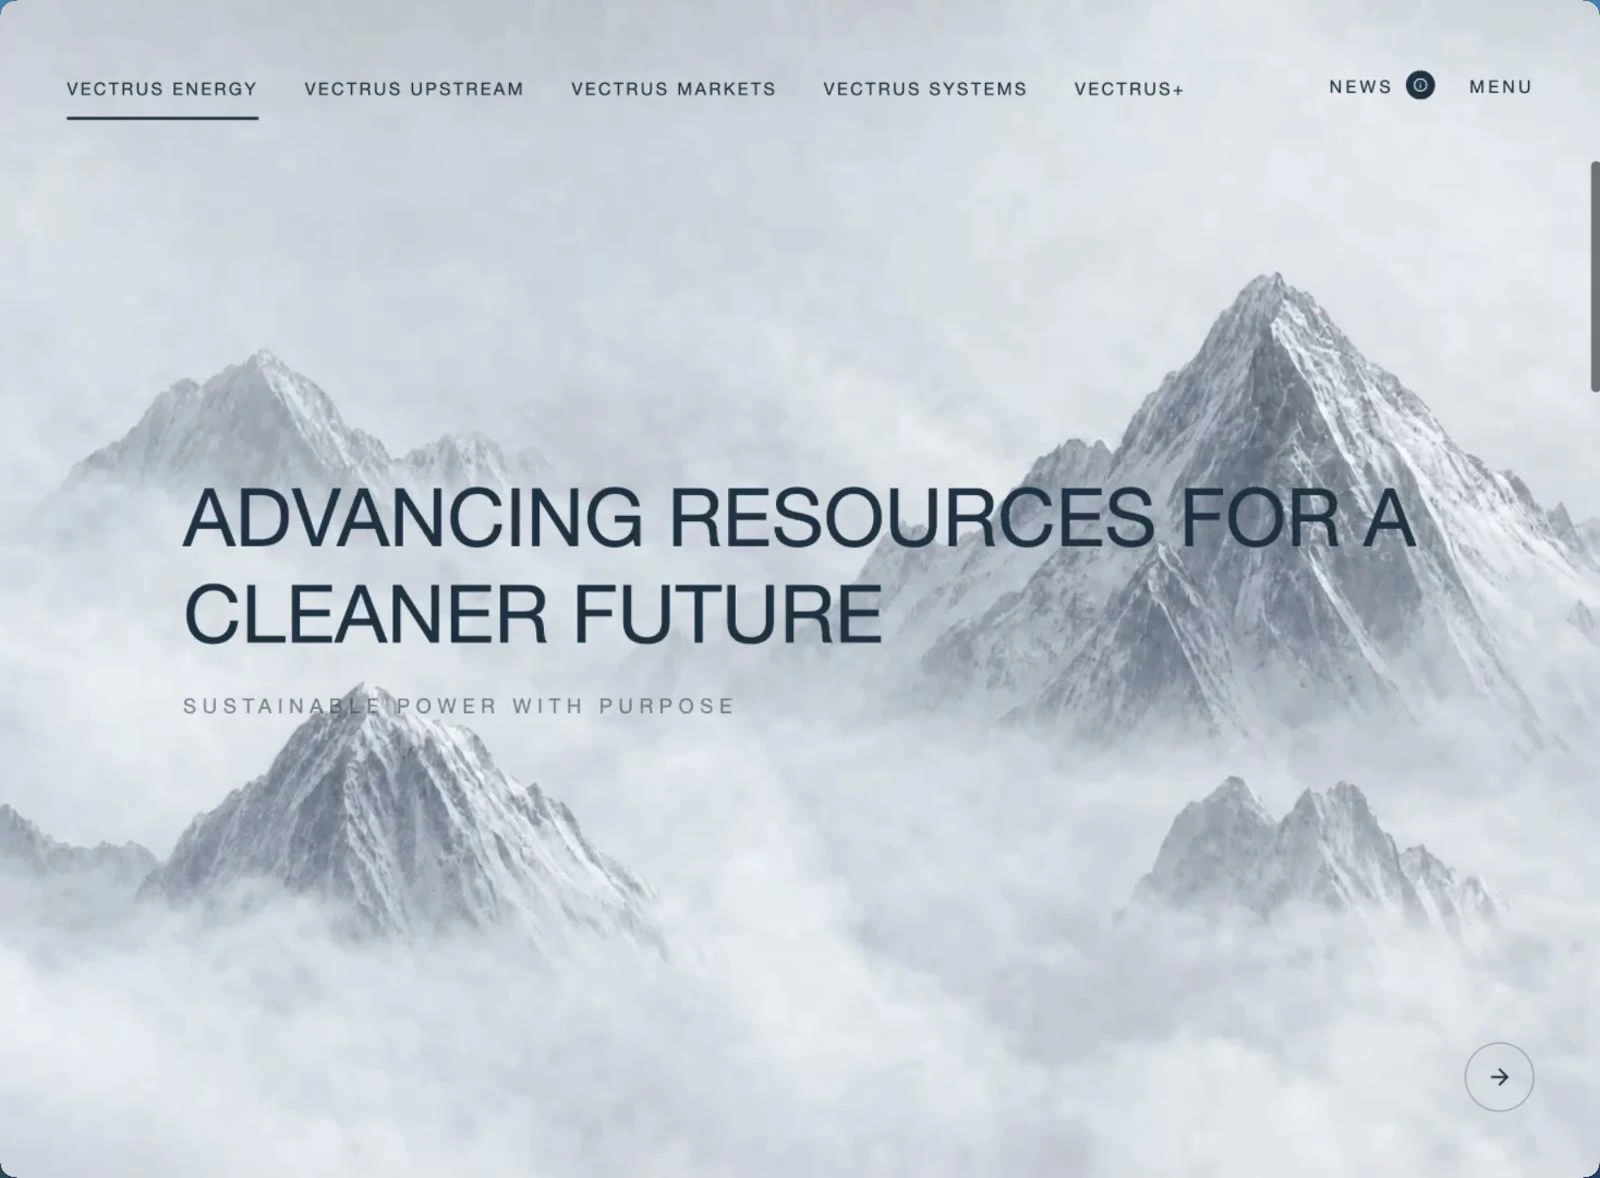 VECTRUS ENERGY VECTRUS UPSTREAM VECTRUS MARKETS VECTRUS SYSTEMS VECTRUS+ NEWS MENU
ADVANCING RESOURCES FOR A
CLEANER FUTURE
SUSTAINABLE POWER WITH PURPOSE